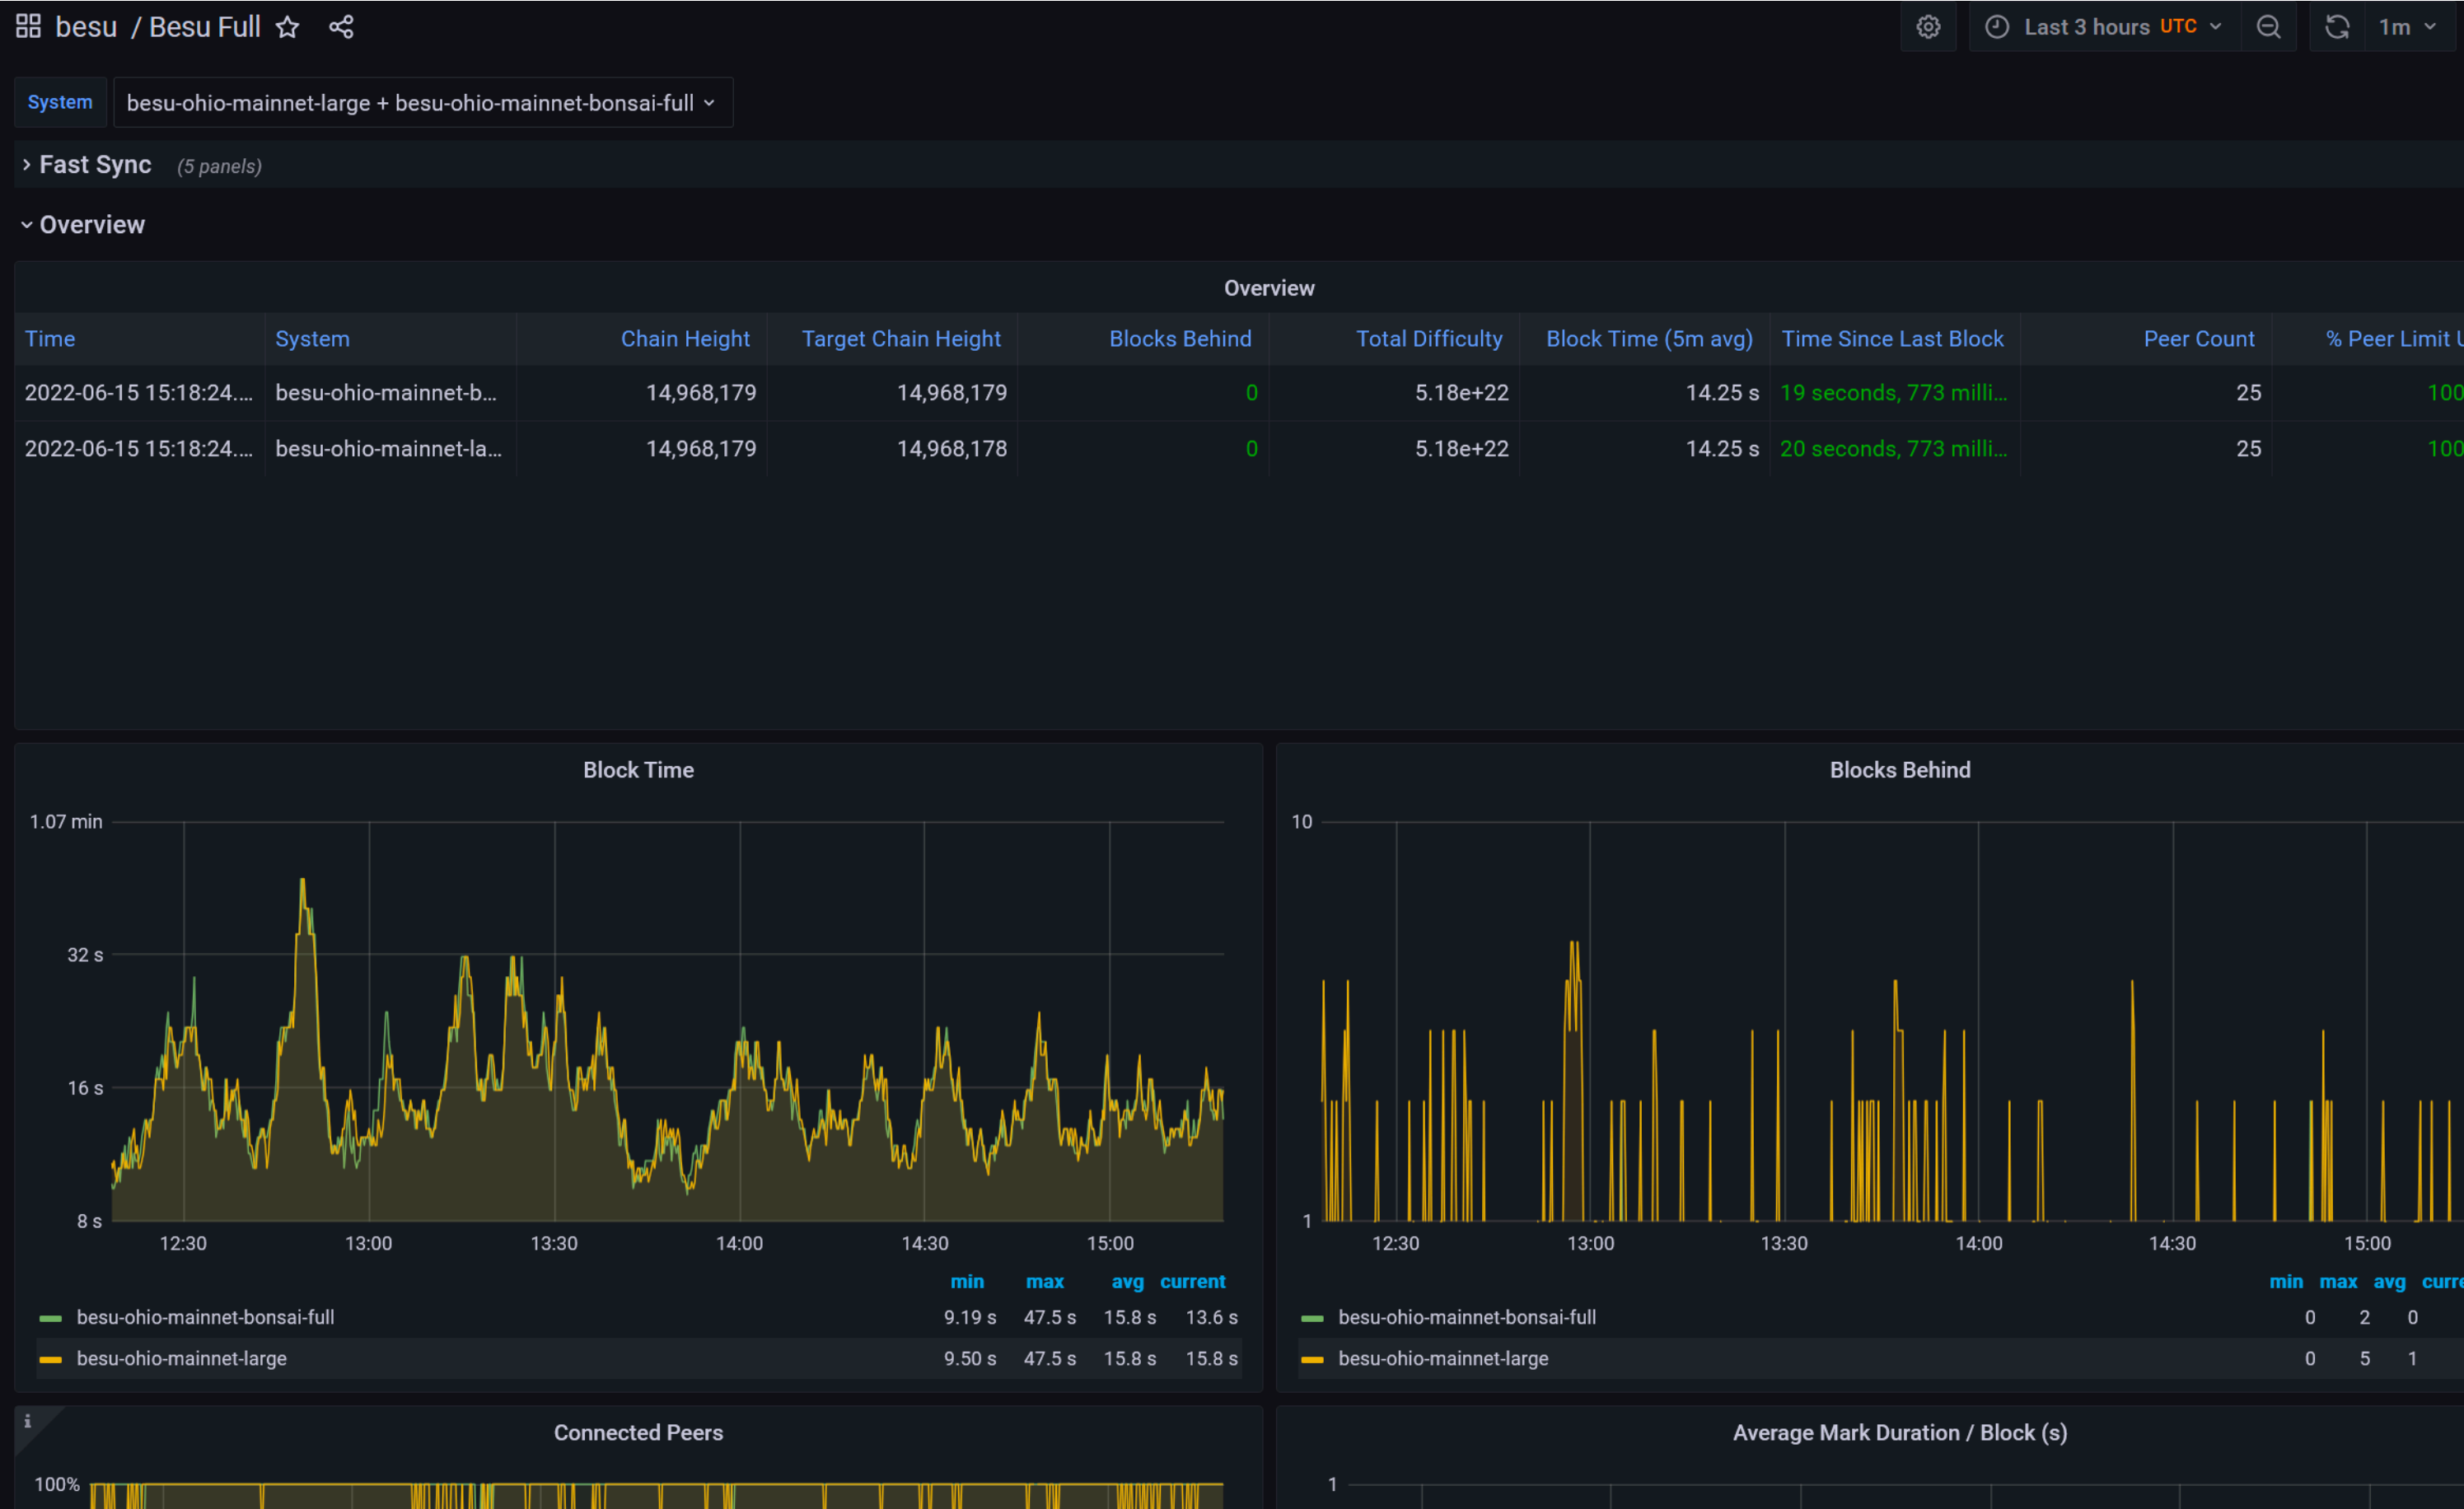 besu / Besu Full
Last 3 hours UTC
1m
System besu-ohio-mainnet-large + besu-ohio-mainnet-bonsai-full
Fast Sync (5 panels)
Overview
Overview
Time System Chain Height Target Chain Height Blocks Behind Total Difficulty Block Time (5m avg) Time Since Last Block Peer Count % Peer Limit
2022-06-15 15:18:24.... besu-ohio-mainnet-b... 14,968,179 14,968,179 0 5.18e+22 14.25 s 19 seconds, 773 milli... 25 100
2022-06-15 15:18:24.... besu-ohio-mainnet-la... 14,968,179 14,968,178 0 5.18e+22 14.25 s 20 seconds, 773 milli... 25 100
Block Time
1.07 min
32 s
16 s
8 s
12:30 13:00 13:30 14:00 14:30 15:00
min max avg current
besu-ohio-mainnet-bonsai-full 9.19 s 47.5 s 15.8 s 13.6 s
besu-ohio-mainnet-large 9.50 s 47.5 s 15.8 s 15.8 s
Blocks Behind
10
1
12:30 13:00 13:30 14:00 14:30 15:00
min max avg curre
besu-ohio-mainnet-bonsai-full 0 2 0
besu-ohio-mainnet-large 0 5 1
i
Connected Peers
100%
Average Mark Duration / Block (s)
1